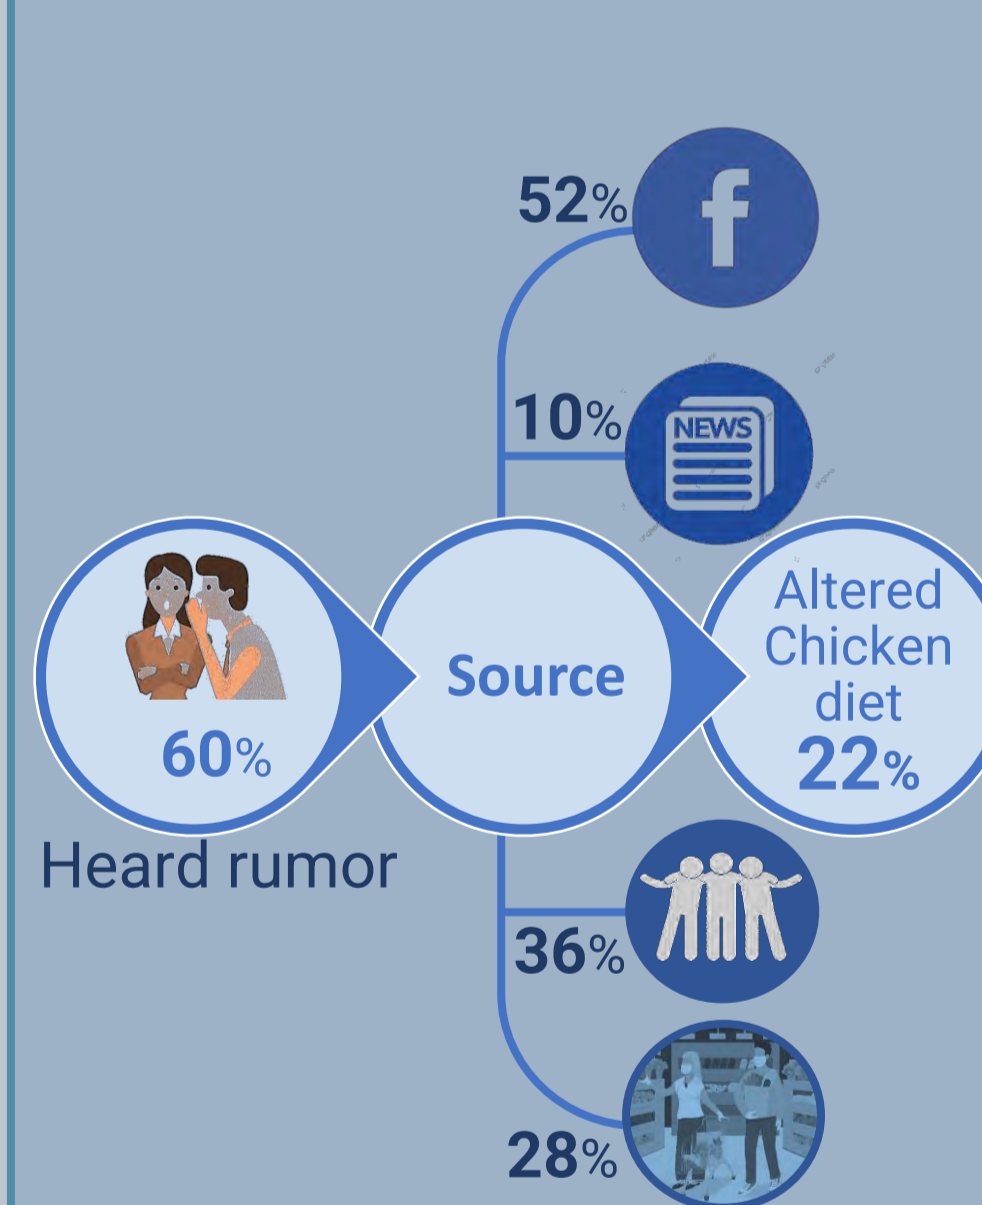 52%
f
10%
NEWS
60%
Heard rumor
Source
Altered
Chicken
diet
22%
36%
28%